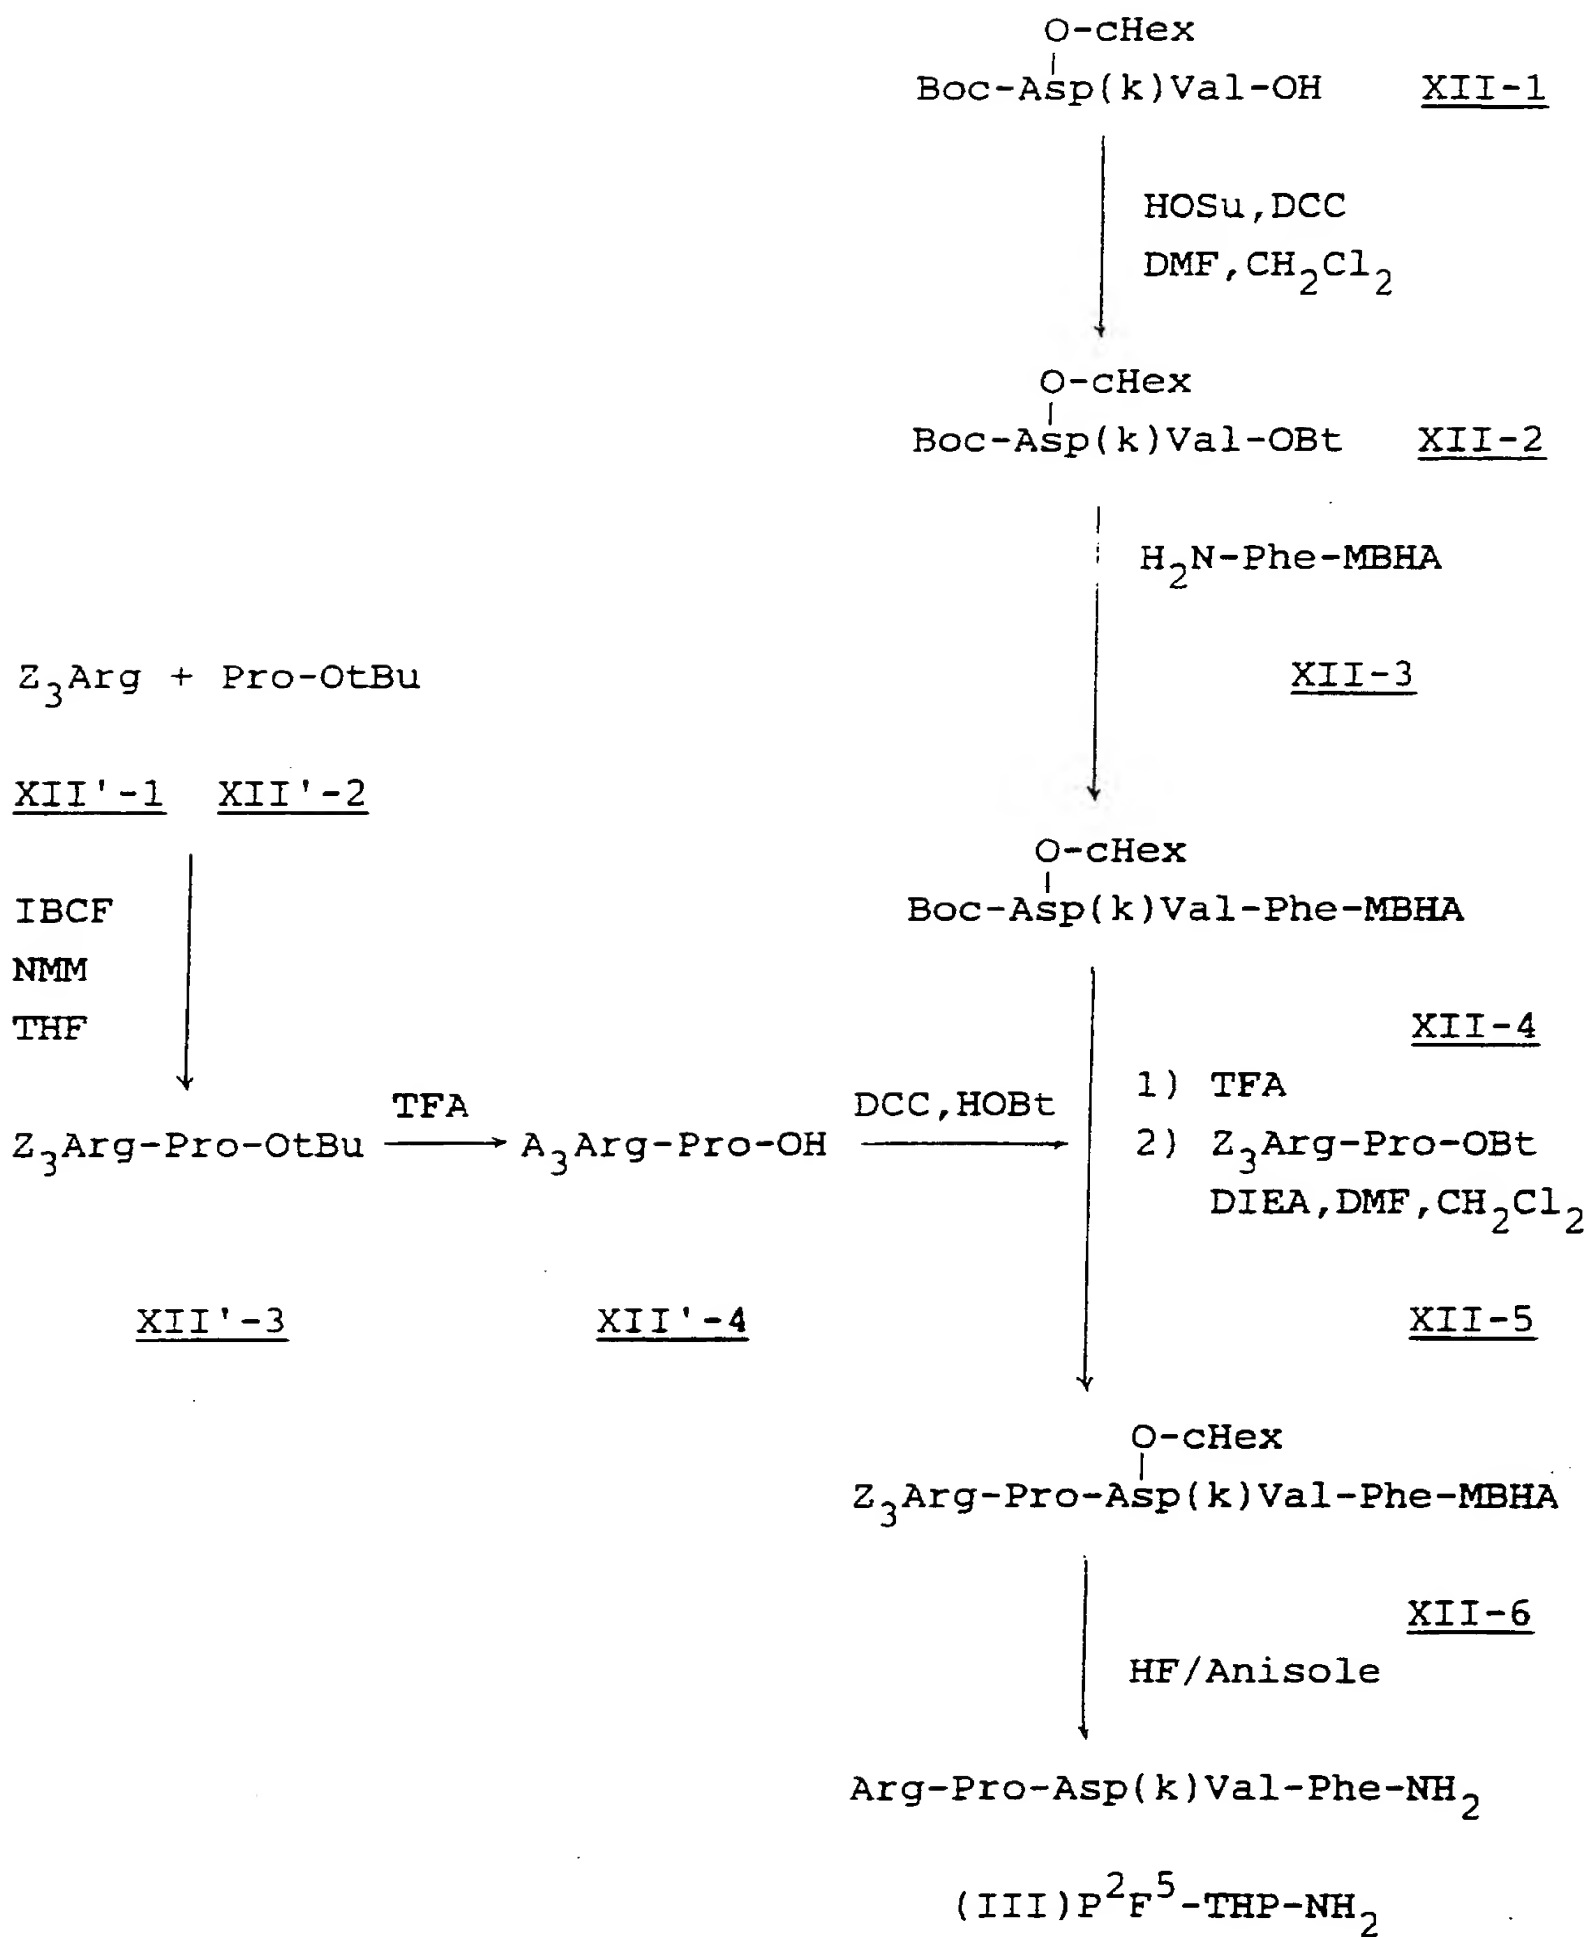 O-cHex
Boc-Asp(k)Val-OH XII-1
HOSu,DCC
DMF,CH2Cl2
O-cHex
Boc-Asp(k)Val-OBt XII-2
H2N-Phe-MBHA
Z3Arg + Pro-OtBu
XII-3
XII'-1 XII'-2
O-cHex
Boc-Asp(k)Val-Phe-MBHA
IBCF
NMM
THF
XII-4
1) TFA
Z3Arg-Pro-OtBu TFA A3Arg-Pro-OH DCC,HOBt 2) Z3Arg-Pro-OBt
DIEA,DMF,CH2Cl2
XII'-3 XII'-4 XII-5
O-cHex
Z3Arg-Pro-Asp(k)Val-Phe-MBHA
XII-6
HF/Anisole
Arg-Pro-Asp(k)Val-Phe-NH2
(III)P2F5-THP-NH2